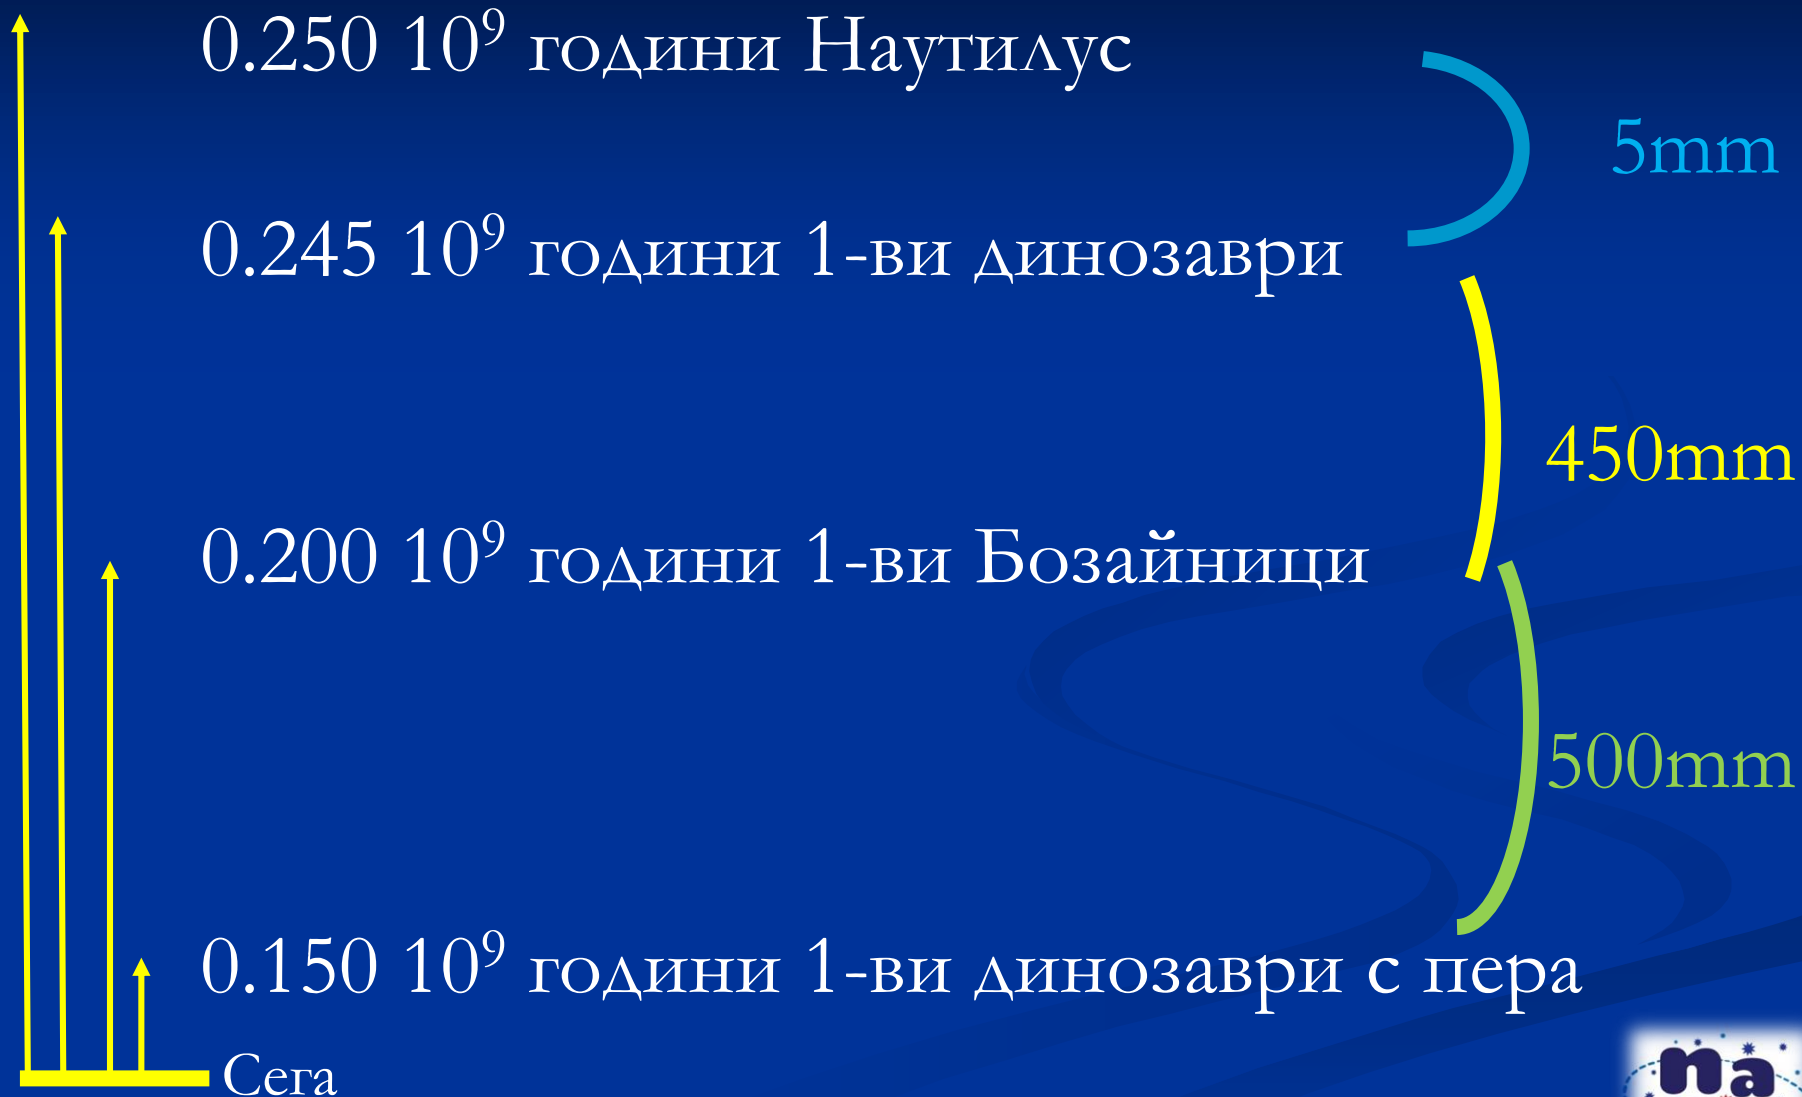 0.250 10⁹ години Наутилус
5mm
0.245 10⁹ години 1-ви динозаври
450mm
0.200 10⁹ години 1-ви Бозайници
500mm
0.150 10⁹ години 1-ви динозаври с пера
Сега
na